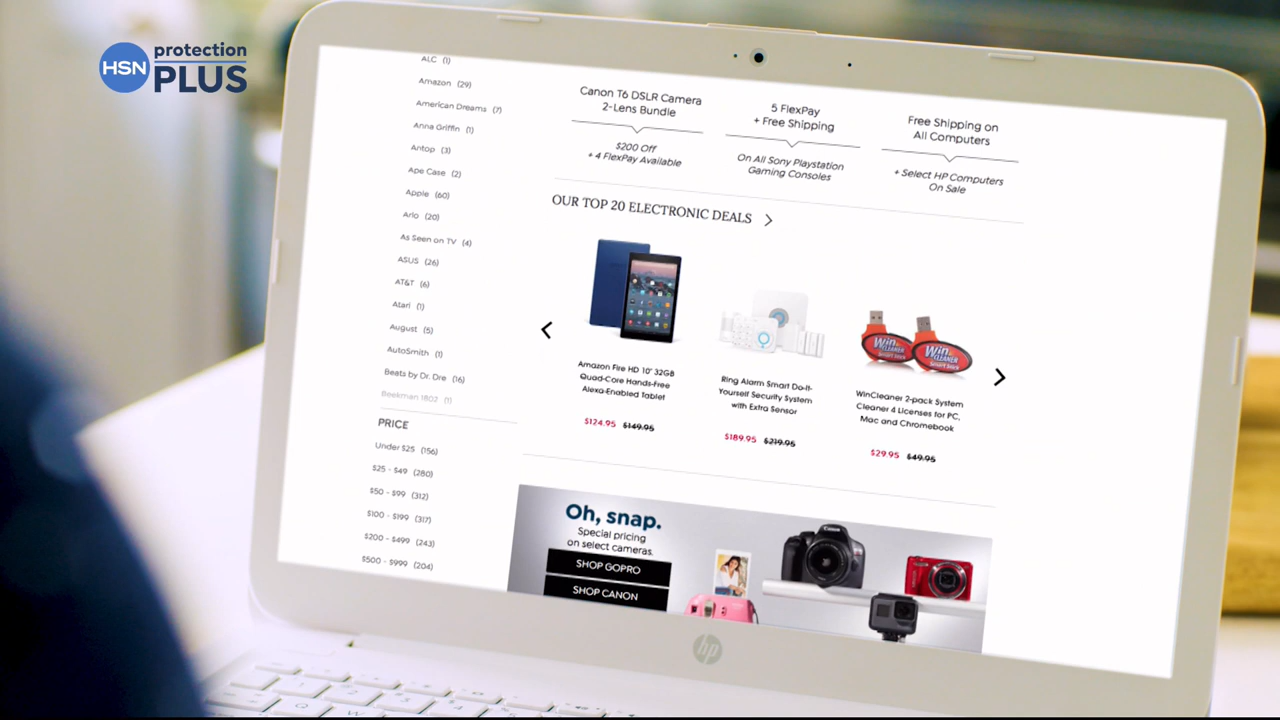 HSN
protection
PLUS
ALC (1)
Amazon (29)
American Dreams (7)
Anna Griffin (1)
Antop (3)
Ape Case (2)
Apple (60)
Arlo (20)
As Seen on TV (4)
ASUS (26)
AT&T (6)
Atari (1)
August (5)
AutoSmith (1)
Beats by Dr. Dre (16)
Beekman 1802 (1)
PRICE
Under $25 (156)
$25 - $49 (280)
$50 - $99 (312)
$100 - $199 (317)
$200 - $499 (243)
$500 - $999 (204)
Canon T6 DSLR Camera
2-Lens Bundle
$200 Off
+ 4 FlexPay Available
5 FlexPay
+ Free Shipping
On All Sony Playstation
Gaming Consoles
Free Shipping on
All Computers
+ Select HP Computers
On Sale
OUR TOP 20 ELECTRONIC DEALS
Amazon Fire HD 10" 32GB
Quad-Core Hands-Free
Alexa-Enabled Tablet
$124.95 $149.95
Ring Alarm Smart Do-It-
Yourself Security System
with Extra Sensor
$189.95 $219.95
Win
CLEANER
Smart Deck
Win
CLEANER
WinCleaner 2-pack System
Cleaner 4 Licenses for PC,
Mac and Chromebook
$29.95 $49.95
Oh, snap.
Special pricing
on select cameras.
SHOP GOPRO
SHOP CANON
Canon
hp